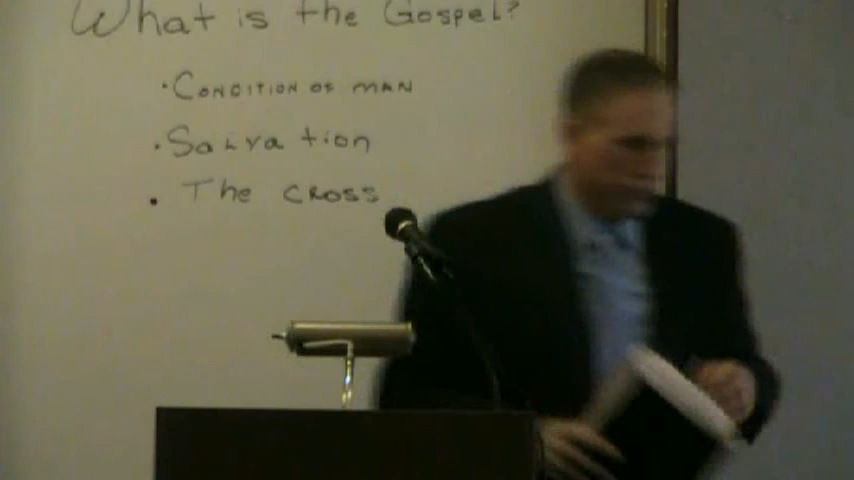 What is the Gospel?
• CONDITION OF MAN
• Salvation
• The CROSS